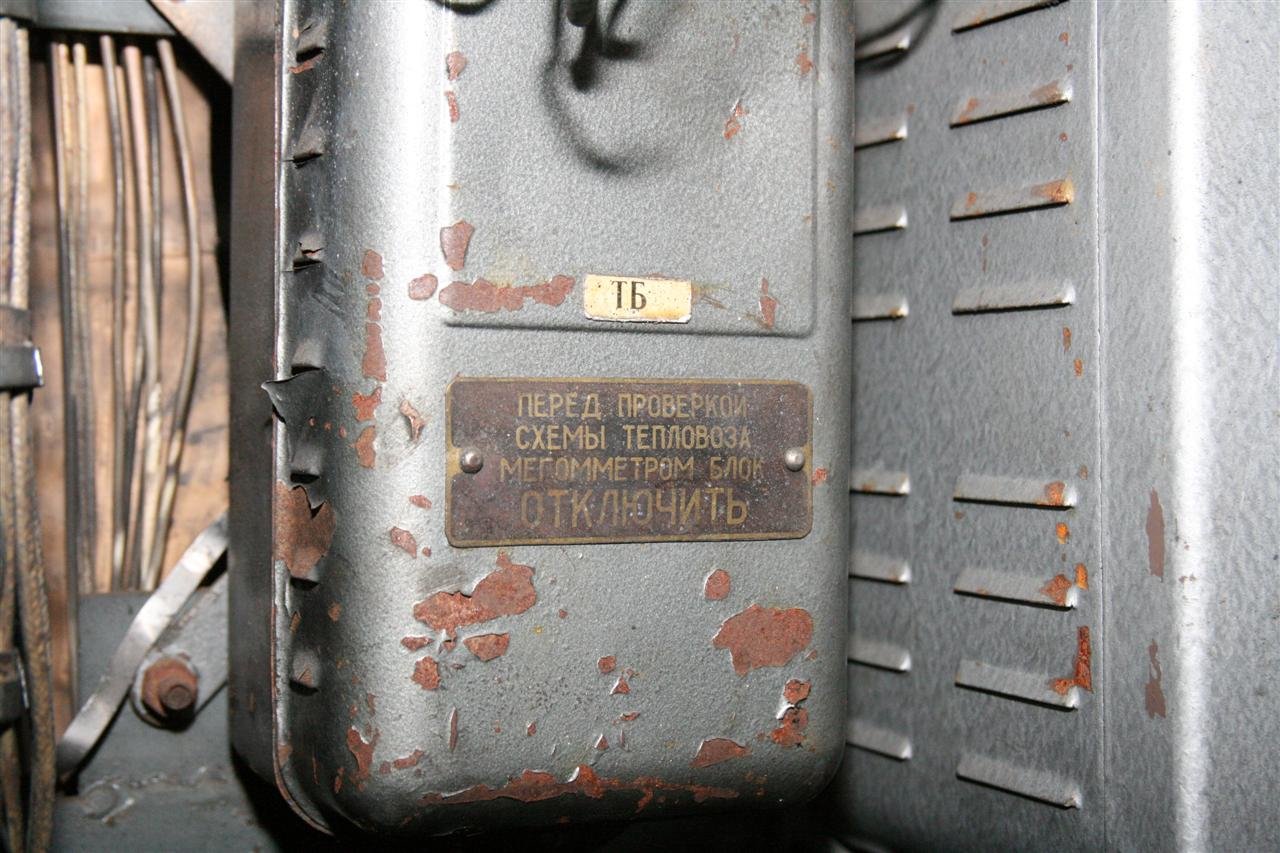 ТБ
ПЕРЕД ПРОВЕРКОЙ
СХЕМЫ ТЕПЛОВОЗА
МЕГОММЕТРОМ БЛОК
ОТКЛЮЧИТЬ